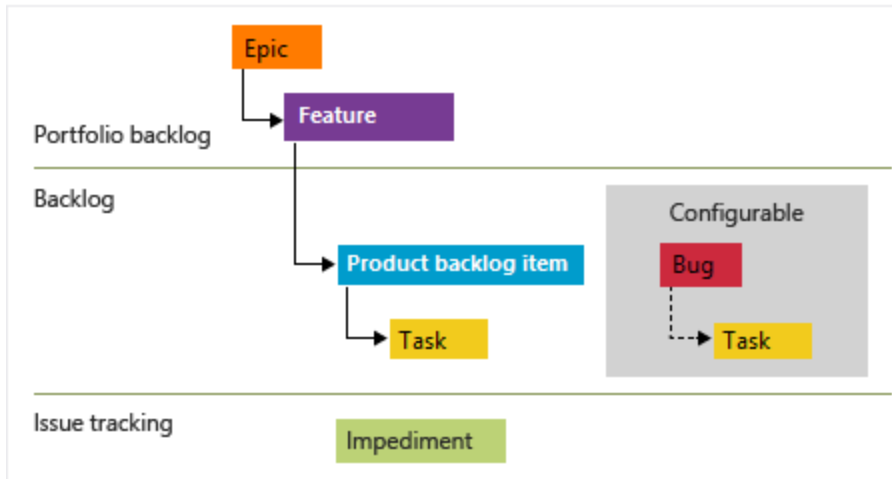 Epic
Feature
Portfolio backlog
Backlog
Configurable
Product backlog item
Bug
Task
Task
Issue tracking
Impediment